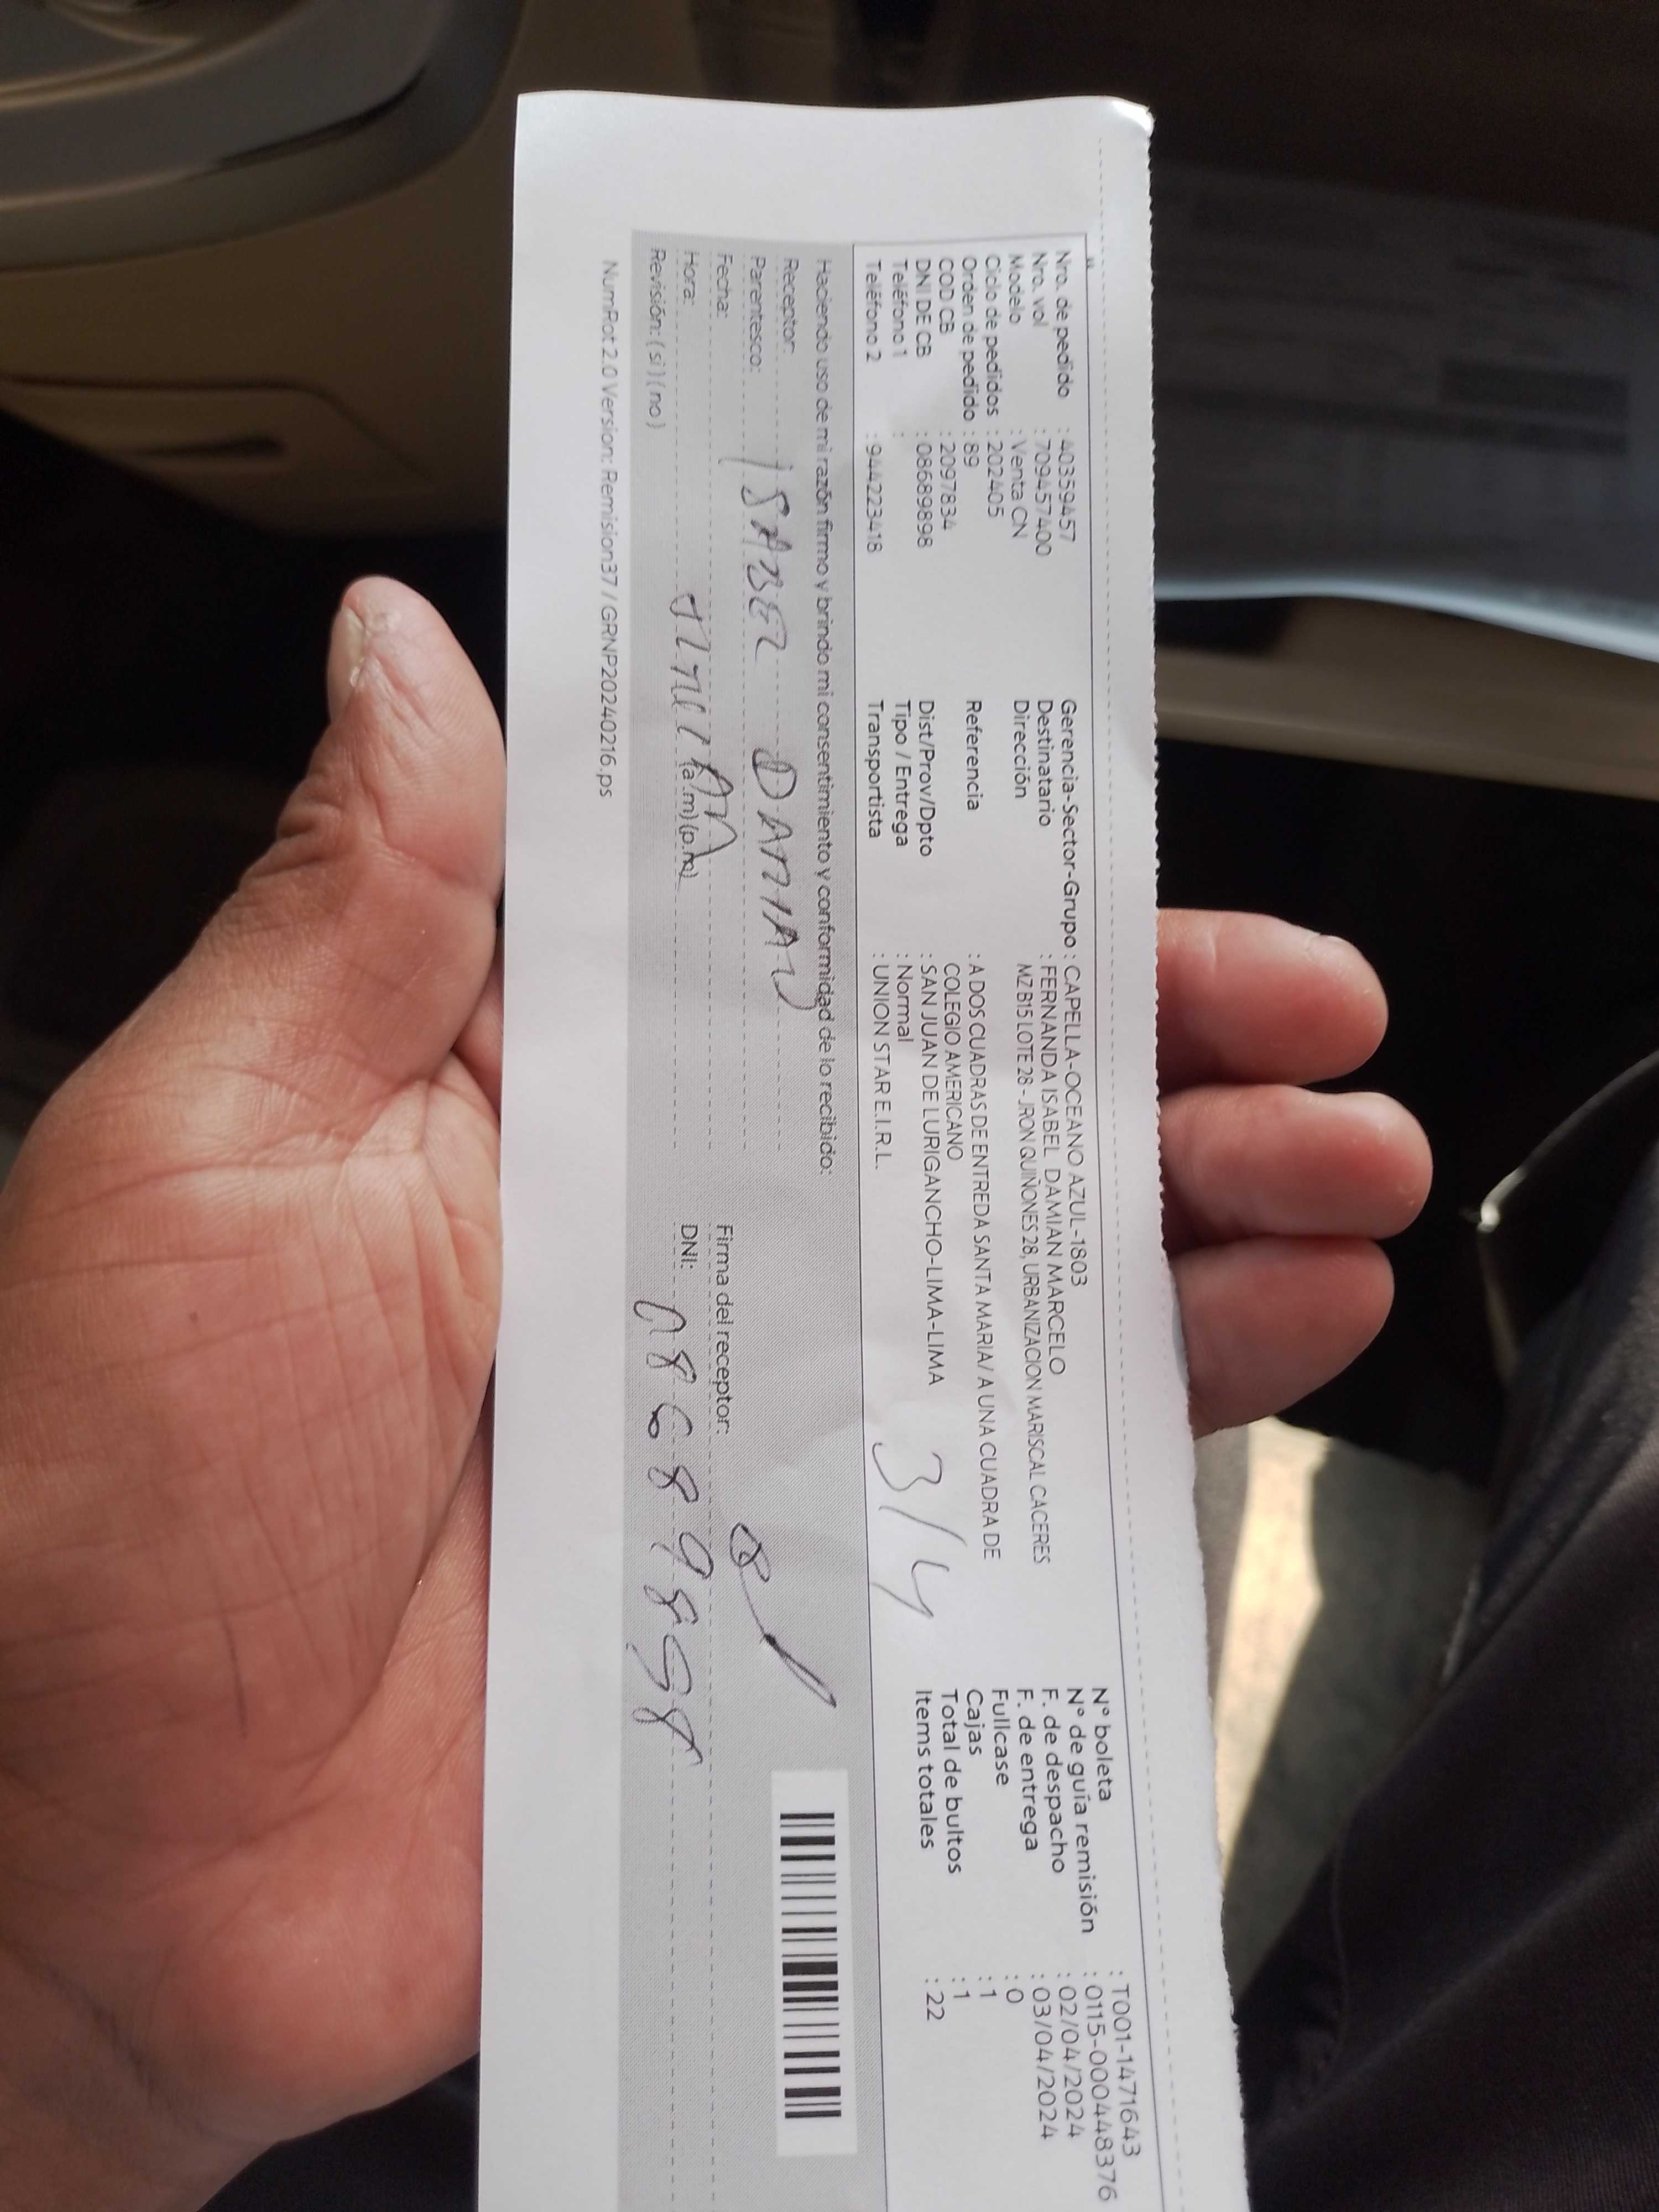 Nro. de pedido : 40359457
Nro. vol : 709457400
Modelo : Venta CN
Ciclo de pedidos : 202405
Orden de pedido : 89
COD CB : 2097834
DNI DE CB : 08689898
Teléfono 1 :
Teléfono 2 : 944223418
Gerencia-Sector-Grupo : CAPELLA-OCEANO AZUL-1803
Destinatario : FERNANDA ISABEL DAMIAN MARCELO
Dirección MZ B15 LOTE 28 - JRON QUIÑONES 28, URBANIZACION MARISCAL CACERES
Referencia : A DOS CUADRAS DE ENTREDA SANTA MARIA/ A UNA CUADRA DE
COLEGIO AMERICANO
Dist/Prov/Dpto : SAN JUAN DE LURIGANCHO-LIMA-LIMA
Tipo / Entrega : Normal
Transportista : UNION STAR E.I.R.L.
3/4
N° boleta : T001-1471643
N° de guía remisión : 0115-000448376
F. de despacho : 02/04/2024
F. de entrega : 03/04/2024
Fullcase : 0
Cajas : 1
Total de bultos : 1
Items totales : 22
Haciendo uso de mi razón firmo y brindo mi consentimiento y conformidad de lo recibido:
Receptor: ISABEL DAMIAN
Parentesco:
Fecha:
Hora: (a.m) (p.m)
Revisión: ( si ) ( no )
Firma del receptor:
DNI: 08689898
NumRot 2.0 Version: Remision37 / GRNP20240216.ps